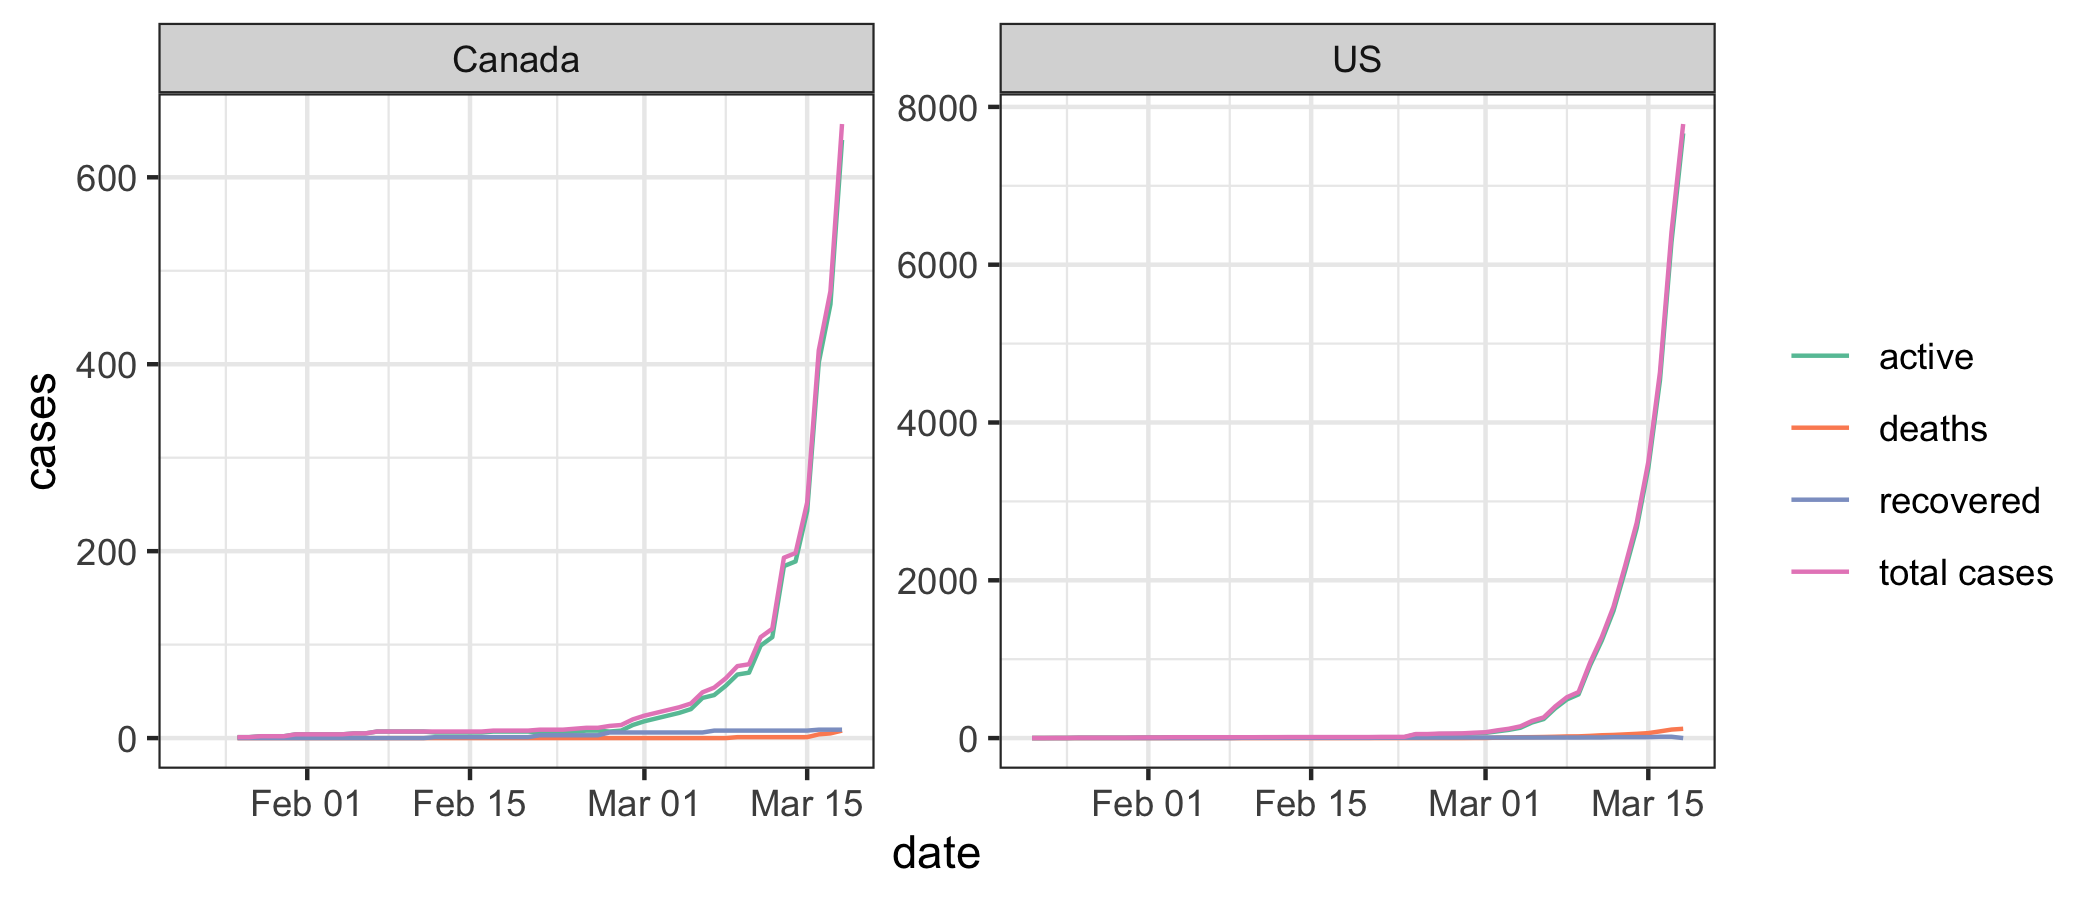 Canada
US
cases
600
400
200
0
8000
6000
4000
2000
0
Feb 01
Feb 15
Mar 01
Mar 15
Feb 01
Feb 15
Mar 01
Mar 15
date
active
deaths
recovered
total cases